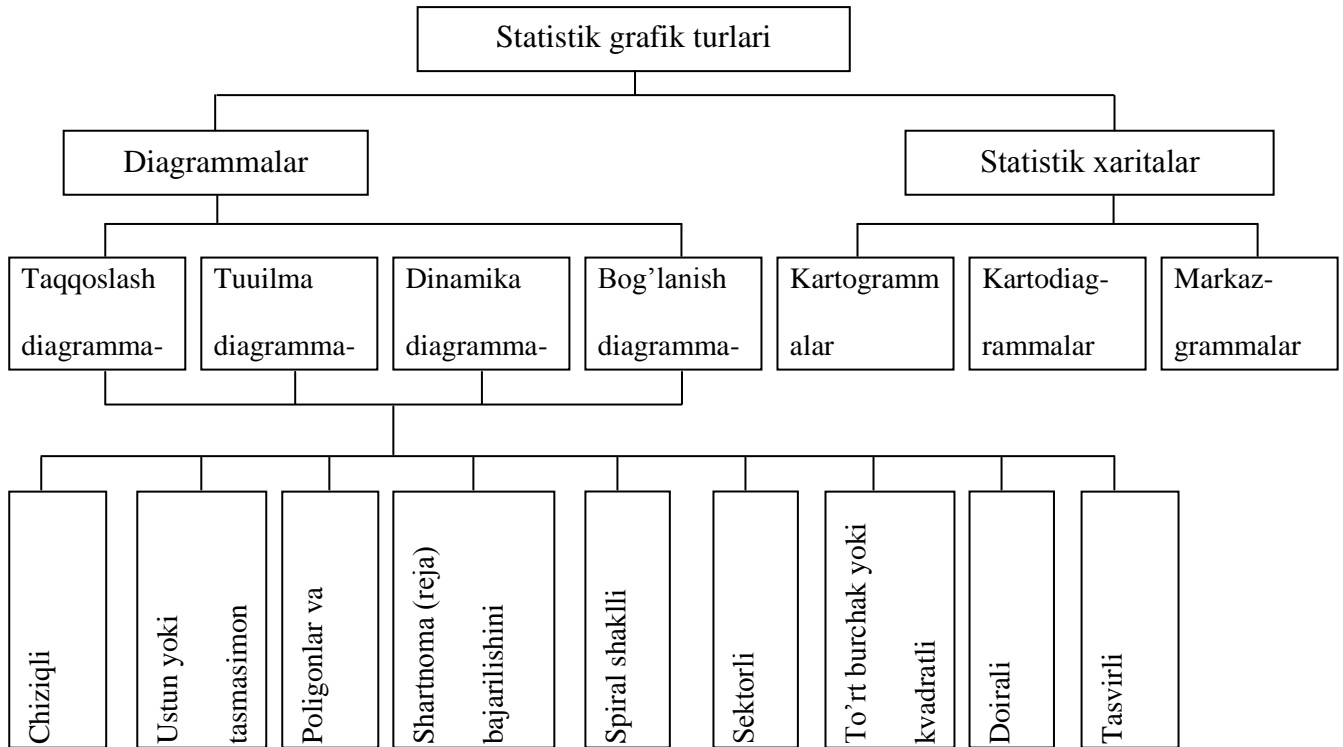 Statistik grafik turlari
Diagrammalar
Statistik xaritalar
Taqqoslash
diagramma-
Tuuilma
diagramma-
Dinamika
diagramma-
Bog’lanish
diagramma-
Kartogramm
alar
Kartodiag-
rammalar
Markaz-
grammalar
Chiziqli
Ustun yoki
tasmasimon
Poligonlar va
Shartnoma (reja)
bajarilishini
Spiral shaklli
Sektorli
To’rt burchak yoki
kvadratli
Doirali
Tasvirli